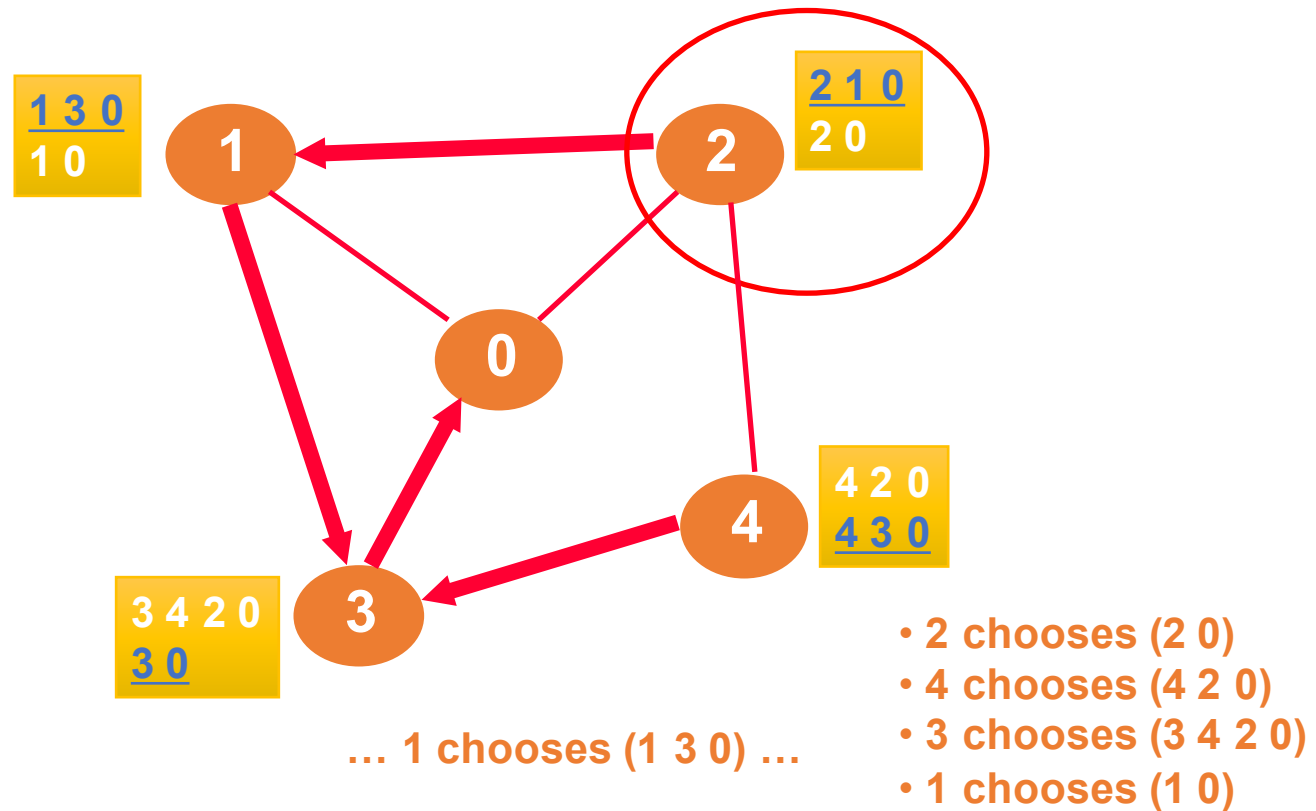 1 3 0
1 0
1
2
2 1 0
2 0
0
4
4 2 0
4 3 0
3 4 2 0
3 0
3
… 1 chooses (1 3 0) …
• 2 chooses (2 0)
• 4 chooses (4 2 0)
• 3 chooses (3 4 2 0)
• 1 chooses (1 0)